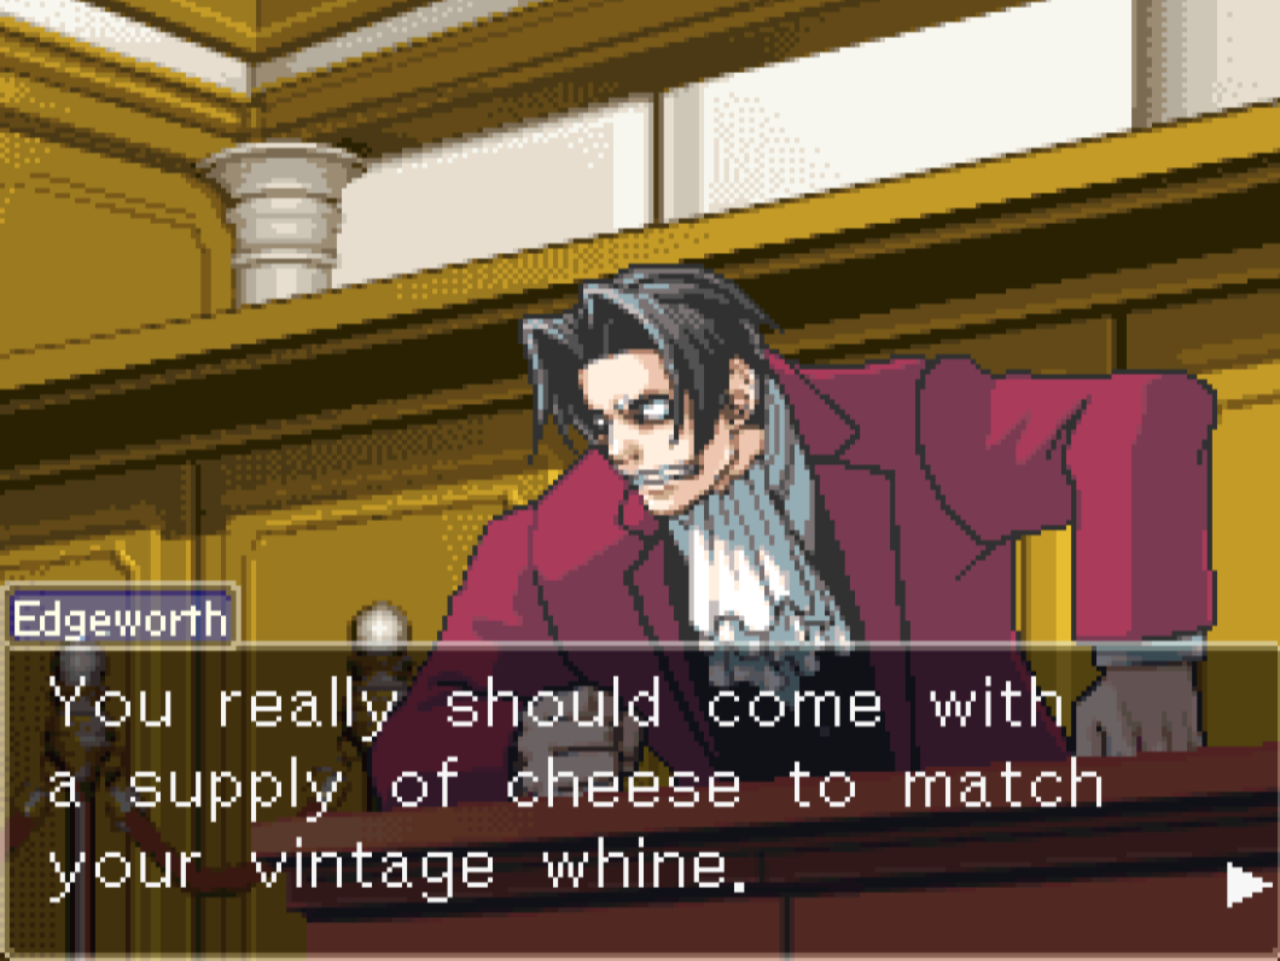 Edgeworth
You really should come with
a supply of cheese to match
your vintage whine.